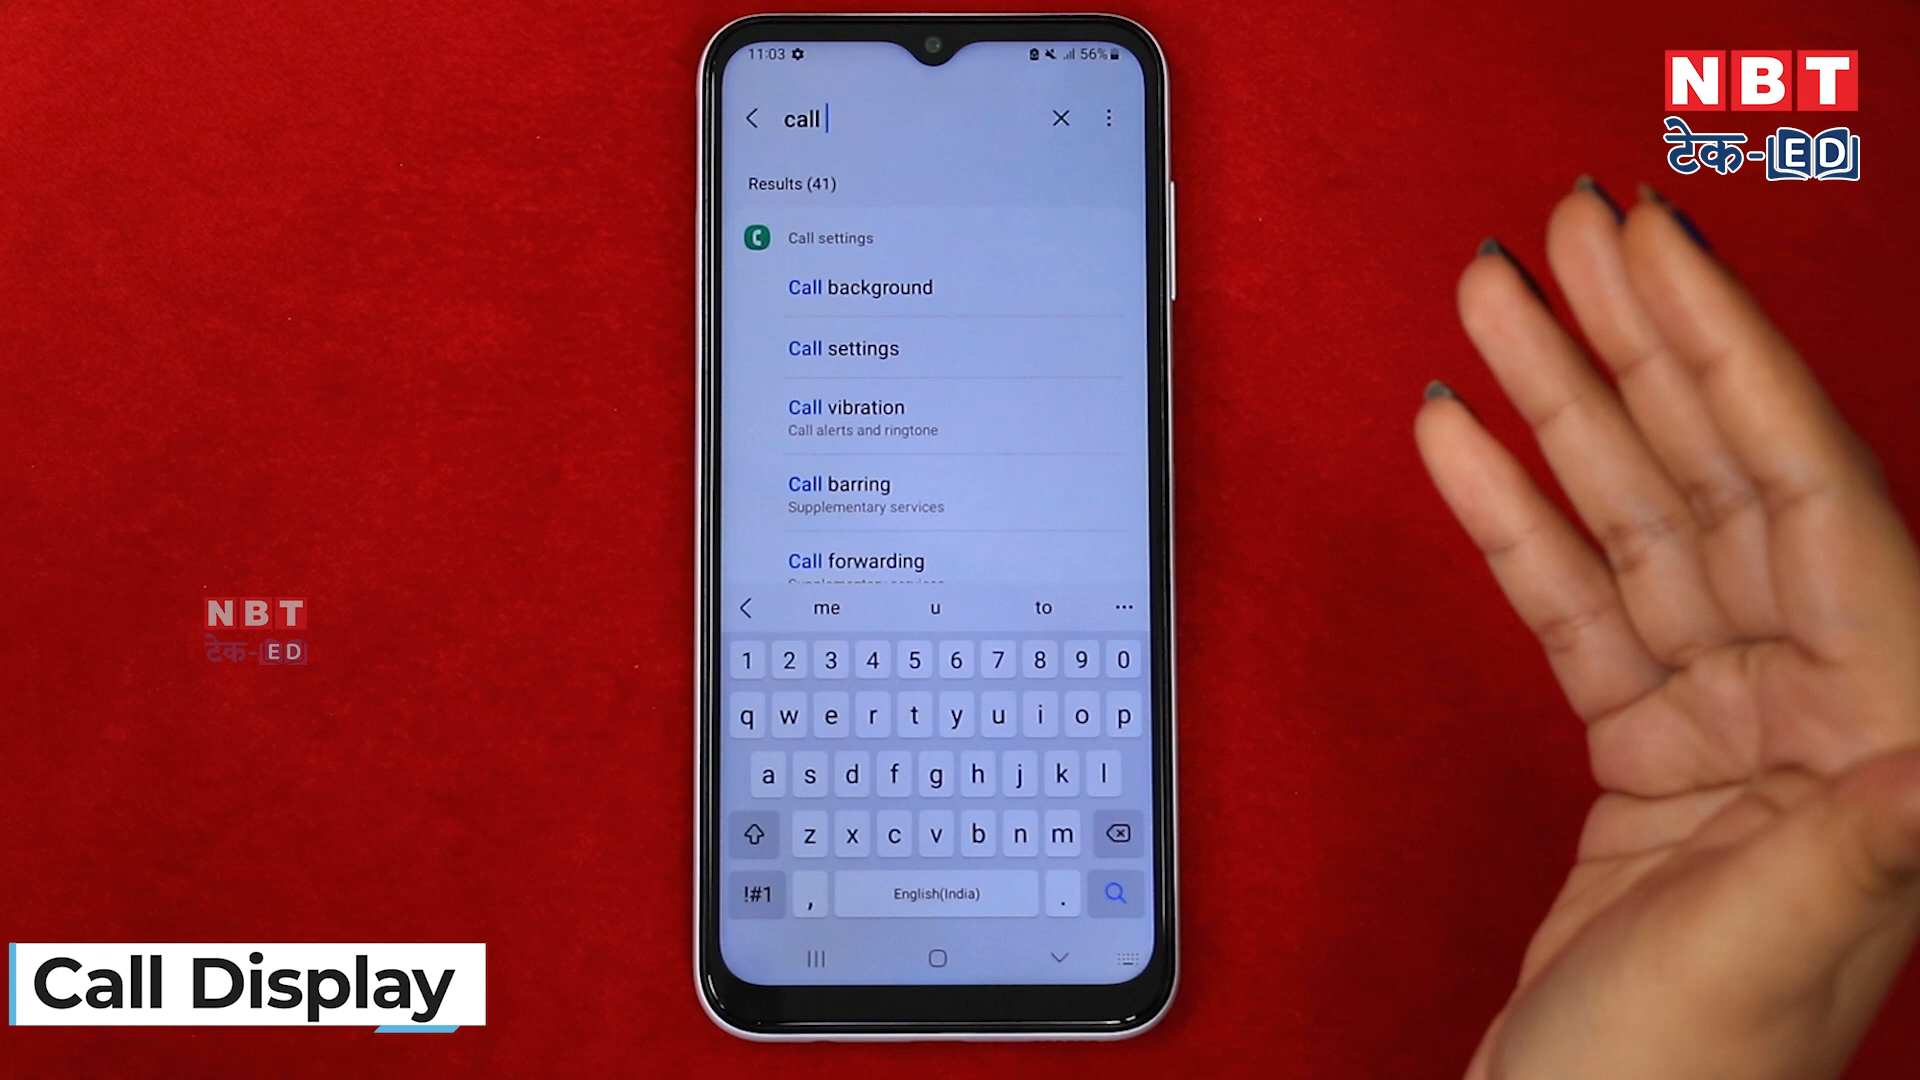 11:03
56%
NBT
टेक-ED
call
Results (41)
Call settings
Call background
Call settings
Call vibration
Call alerts and ringtone
Call barring
Supplementary services
Call forwarding
Supplementary services
me u to ...
1 2 3 4 5 6 7 8 9 0
q w e r t y u i o p
a s d f g h j k l
z x c v b n m
!#1 , English(India) .
NBT
टेक-ED
Call Display